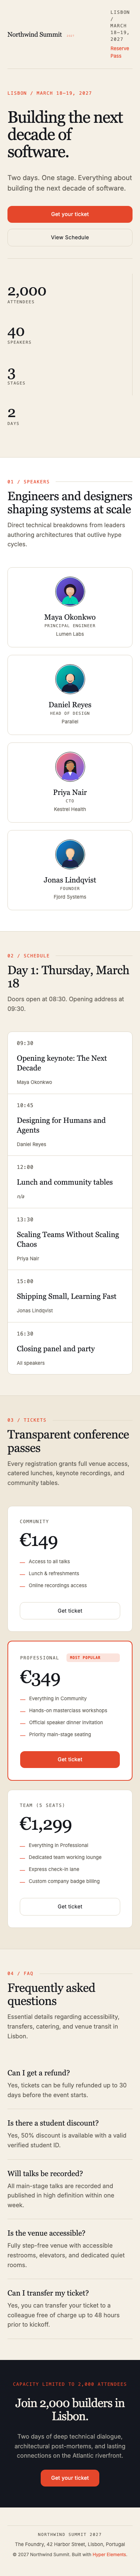 Northwind Summit
LISBON
/
MARCH
18–19,
2027
Reserve
Pass
LISBON / MARCH 18–19, 2027
Building the next
decade of
software.
Two days. One stage. Everything about
building the next decade of software.
Get your ticket
View Schedule
2,000
ATTENDEES
40
SPEAKERS
3
STAGES
2
DAYS
01 / SPEAKERS
Engineers and designers
shaping systems at scale
Direct technical breakdowns from leaders
authoring architectures that outlive hype
cycles.
Maya Okonkwo
PRINCIPAL ENGINEER
Lumen Labs
Daniel Reyes
HEAD OF DESIGN
Parallel
Priya Nair
CTO
Kestrel Health
Jonas Lindqvist
FOUNDER
Fjord Systems
02 / SCHEDULE
Day 1: Thursday, March
18
Doors open at 08:30. Opening address at
09:30.
09:30
Opening keynote: The Next
Decade
Maya Okonkwo
10:45
Designing for Humans and
Agents
Daniel Reyes
12:00
Lunch and community tables
n/a
13:30
Scaling Teams Without Scaling
Chaos
Priya Nair
15:00
Shipping Small, Learning Fast
Jonas Lindqvist
16:30
Closing panel and party
All speakers
03 / TICKETS
Transparent conference
passes
Every registration grants full venue access,
catered lunches, keynote recordings, and
community tables.
COMMUNITY
€149
Access to all talks
Lunch & refreshments
Online recordings access
Get ticket
PROFESSIONAL
MOST POPULAR
€349
Everything in Community
Hands-on masterclass workshops
Official speaker dinner invitation
Priority main-stage seating
Get ticket
TEAM (5 SEATS)
€1,299
Everything in Professional
Dedicated team working lounge
Express check-in lane
Custom company badge billing
Get ticket
04 / FAQ
Frequently asked
questions
Essential details regarding accessibility,
transfers, catering, and venue transit in
Lisbon.
Can I get a refund?
Yes, tickets can be fully refunded up to 30
days before the event starts.
Is there a student discount?
Yes, 50% discount is available with a valid
verified student ID.
Will talks be recorded?
All main-stage talks are recorded and
published in high definition within one
week.
Is the venue accessible?
Fully step-free venue with accessible
restrooms, elevators, and dedicated quiet
rooms.
Can I transfer my ticket?
Yes, you can transfer your ticket to a
colleague free of charge up to 48 hours
prior to kickoff.
CAPACITY LIMITED TO 2,000 ATTENDEES
Join 2,000 builders in
Lisbon.
Two days of deep technical dialogue,
architectural post-mortems, and lasting
connections on the Atlantic riverfront.
Get your ticket
NORTHWIND SUMMIT 2027
The Foundry, 42 Harbor Street, Lisbon, Portugal
© 2027 Northwind Summit. Built with Hyper Elements.